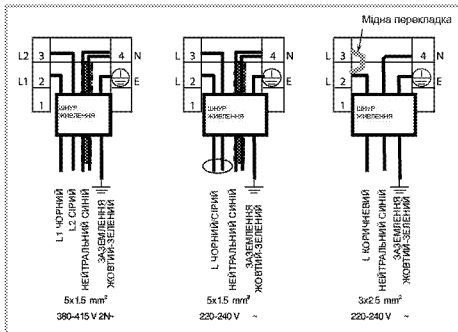 Мідна перекладка
L2 3 4 N
L1 2 E
1
ШНУР
ЖИВЛЕННЯ
L1 ЧОРНИЙ
L2 СІРИЙ
НЕЙТРАЛЬНИЙ СИНІЙ
ЗАЗЕМЛЕННЯ
ЖОВТИЙ-ЗЕЛЕНИЙ
5x1.5 mm²
380-415 V 2N~
L 3 4 N
L 2 E
1
ШНУР
ЖИВЛЕННЯ
L ЧОРНИЙ/СІРИЙ
НЕЙТРАЛЬНИЙ СИНІЙ
ЗАЗЕМЛЕННЯ
ЖОВТИЙ-ЗЕЛЕНИЙ
5x1.5 mm²
220-240 V ~
L 3 4 N
L 2 E
1
ШНУР
ЖИВЛЕННЯ
L КОРИЧНЕВИЙ
НЕЙТРАЛЬНИЙ СИНІЙ
ЗАЗЕМЛЕННЯ
ЖОВТИЙ-ЗЕЛЕНИЙ
3x2.5 mm²
220-240 V ~